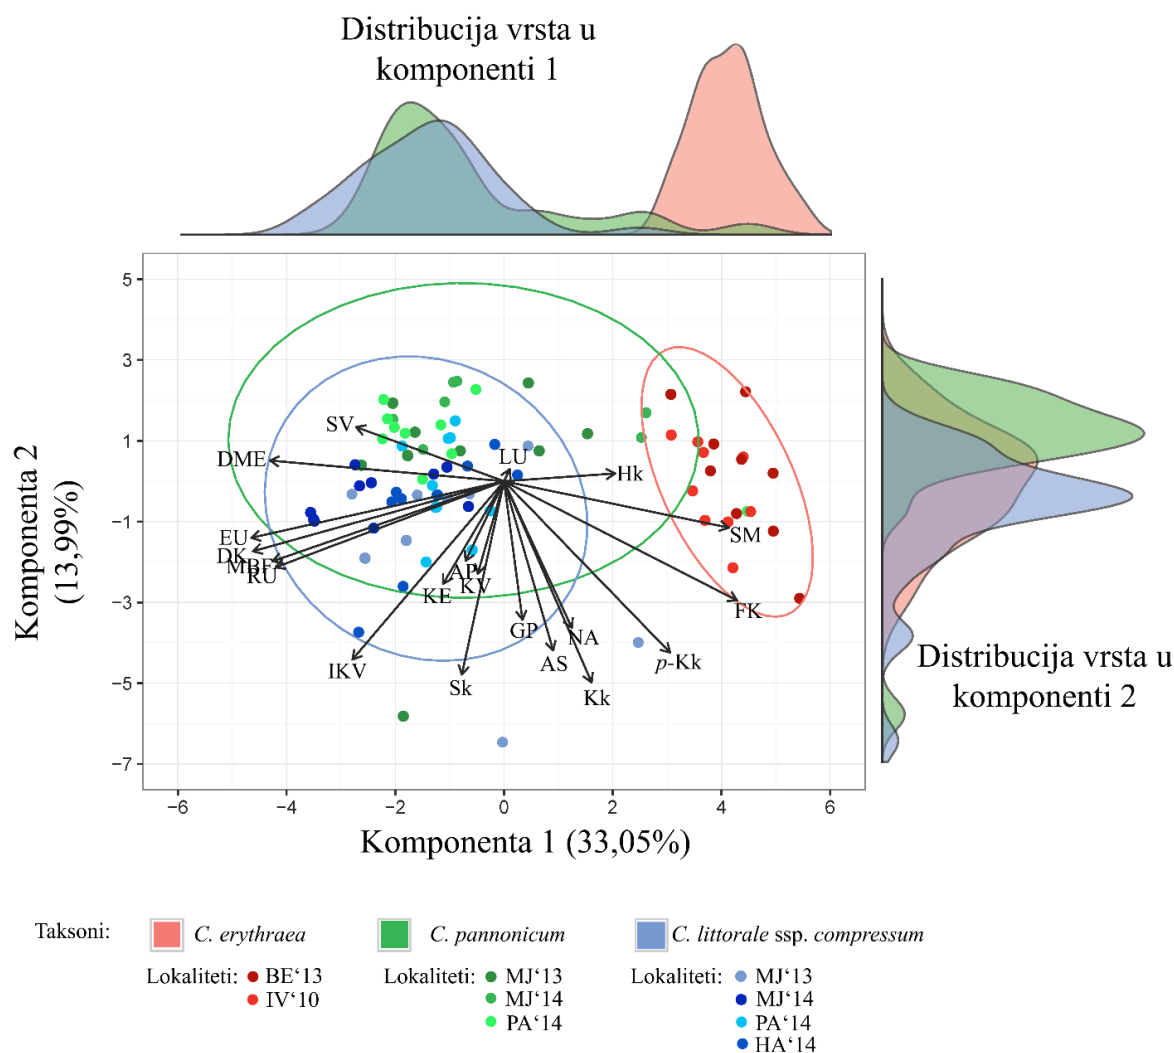 Distribucija vrsta u
komponenti 1
5
3
1
−1
−3
−5
−7
Komponenta 2
(13,99%)
SV
DME
LU
Hk
EU
DK
MBF
RU
AP
KV
KE
SM
FK
GP
NA
AS
p-Kk
IKV
Sk
Kk
Distribucija vrsta u
komponenti 2
−6 −4 −2 0 2 4 6
Komponenta 1 (33,05%)
Taksoni: C. erythraea C. pannonicum C. littorale ssp. compressum
Lokaliteti: BE‘13 Lokaliteti: MJ‘13 Lokaliteti: MJ‘13
IV‘10 MJ‘14 MJ‘14
PA‘14 PA‘14
HA‘14